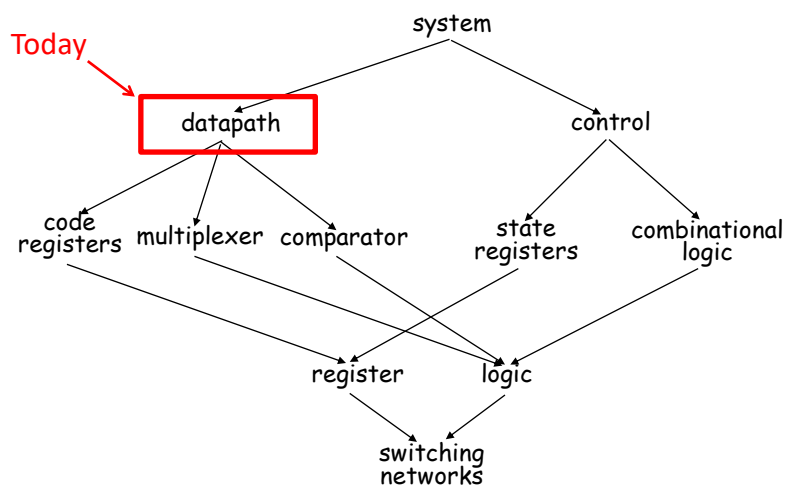 system
Today
datapath
control
code
registers
multiplexer
comparator
state
registers
combinational
logic
register
logic
switching
networks